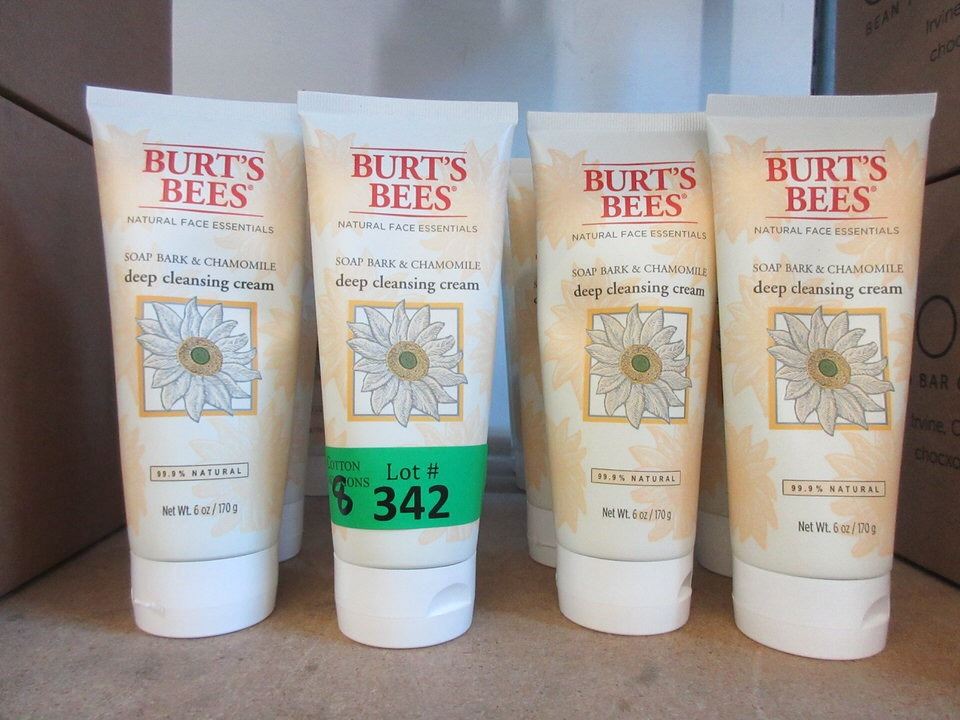 BURT'S
BEES®
NATURAL FACE ESSENTIALS
SOAP BARK & CHAMOMILE
deep cleansing cream
99.9% NATURAL
Net Wt. 6 oz / 170 g
BURT'S
BEES®
NATURAL FACE ESSENTIALS
SOAP BARK & CHAMOMILE
deep cleansing cream
Lot #
8 342
BURT'S
BEES®
NATURAL FACE ESSENTIALS
SOAP BARK & CHAMOMILE
deep cleansing cream
99.9% NATURAL
Net Wt. 6 oz / 170 g
BURT'S
BEES®
NATURAL FACE ESSENTIALS
SOAP BARK & CHAMOMILE
deep cleansing cream
99.9% NATURAL
Net Wt. 6 oz / 170 g
BEAN
BAR